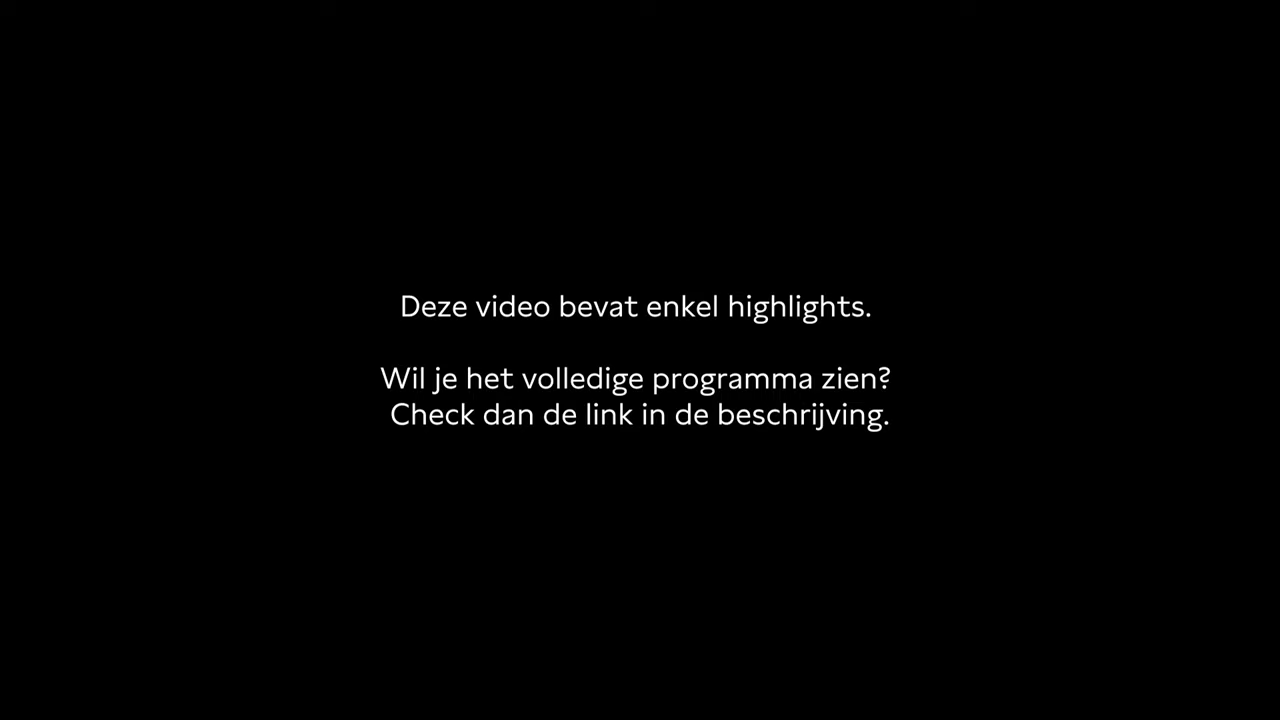 Deze video bevat enkel highlights.
Wil je het volledige programma zien?
Check dan de link in de beschrijving.